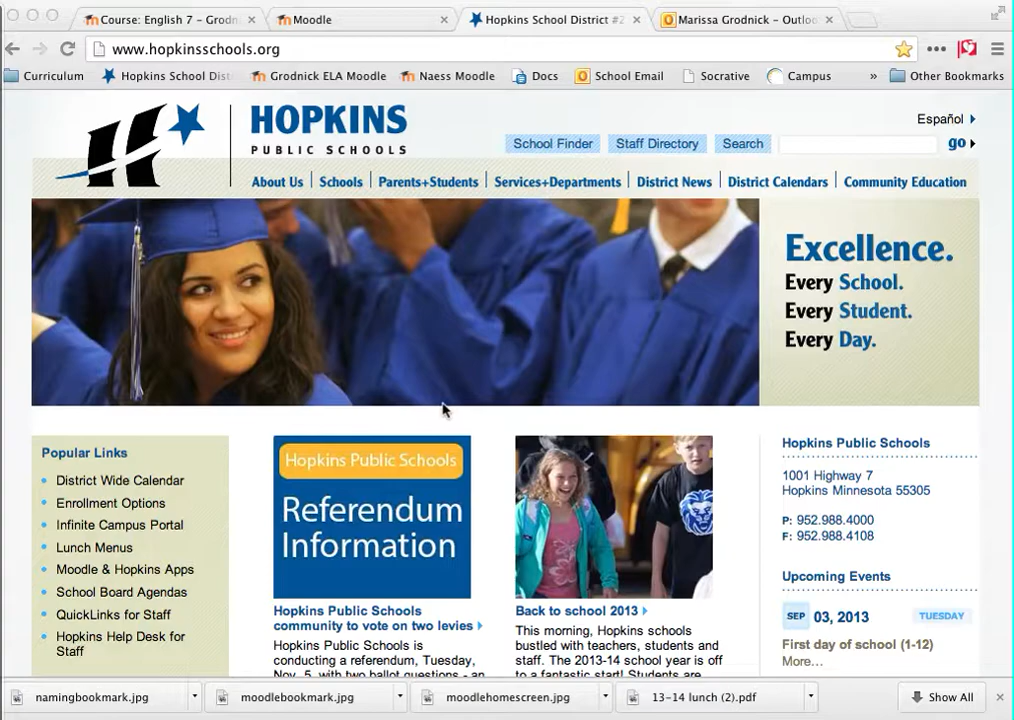 Course: English 7 – Grodn
Moodle
Hopkins School District #2
Marissa Grodnick – Outloo
www.hopkinsschools.org
Curriculum
Hopkins School Dist
Grodnick ELA Moodle
Naess Moodle
Docs
School Email
Socrative
Campus
»
Other Bookmarks
HOPKINS
PUBLIC SCHOOLS
Español
School Finder
Staff Directory
Search
go
About Us
Schools
Parents+Students
Services+Departments
District News
District Calendars
Community Education
Excellence.
Every School.
Every Student.
Every Day.
Popular Links
District Wide Calendar
Enrollment Options
Infinite Campus Portal
Lunch Menus
Moodle & Hopkins Apps
School Board Agendas
QuickLinks for Staff
Hopkins Help Desk for
Staff
Hopkins Public Schools
Referendum
Information
Hopkins Public Schools
community to vote on two levies
Hopkins Public Schools is
conducting a referendum, Tuesday,
Nov. 5, with two ballot questions - an
Back to school 2013
This morning, Hopkins schools
bustled with teachers, students and
staff. The 2013-14 school year is off
to a fantastic start! Students are
Hopkins Public Schools
1001 Highway 7
Hopkins Minnesota 55305
P: 952.988.4000
F: 952.988.4108
Upcoming Events
SEP 03, 2013 TUESDAY
First day of school (1-12)
More...
namingbookmark.jpg
moodlebookmark.jpg
moodlehomescreen.jpg
13-14 lunch (2).pdf
Show All